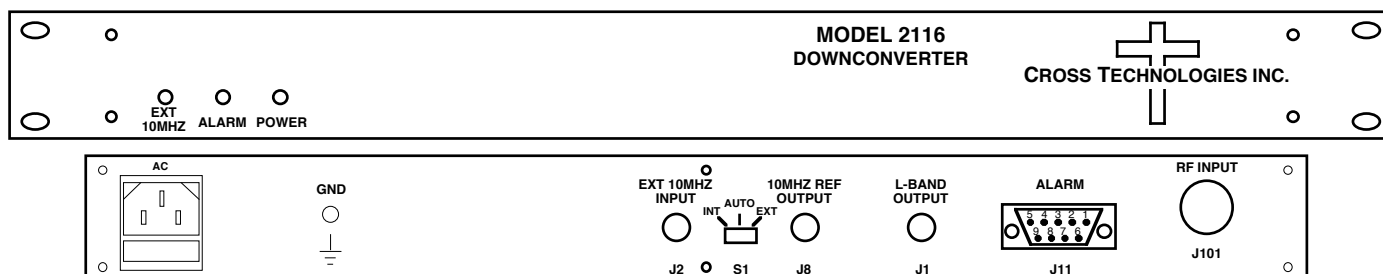 MODEL 2116
DOWNCONVERTER
CROSS TECHNOLOGIES INC.
EXT
10MHZ
ALARM
POWER
AC
GND
EXT 10MHZ
INPUT
INT
AUTO
EXT
10MHZ REF
OUTPUT
L-BAND
OUTPUT
ALARM
5 4 3 2 1
9 8 7 6
RF INPUT
J2
S1
J8
J1
J11
J101